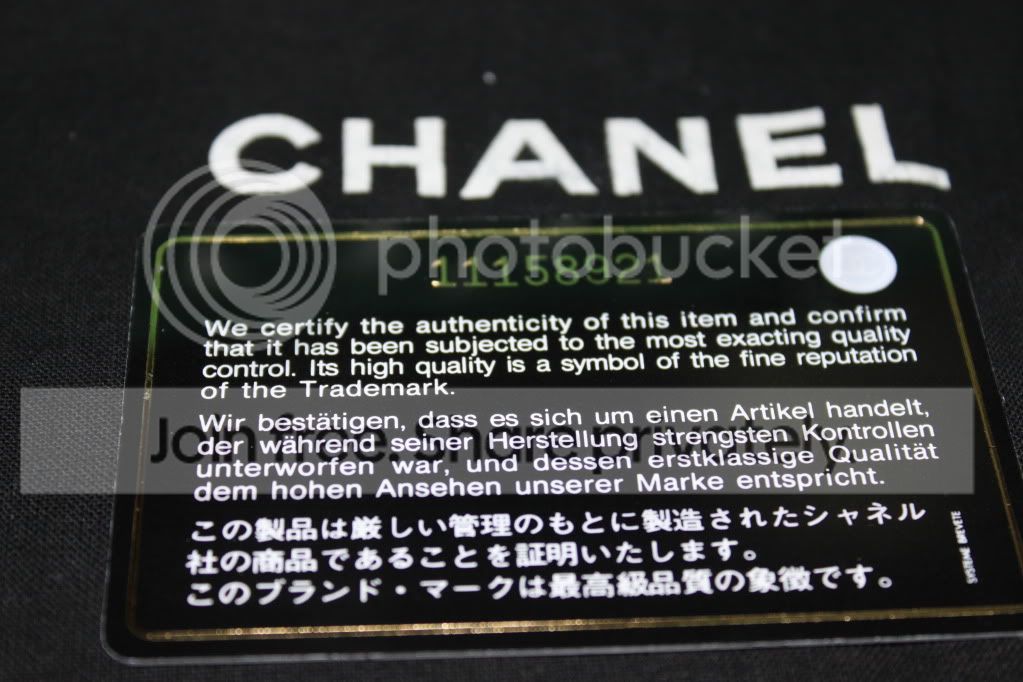 CHANEL
photobucket
11158921
We certify the authenticity of this item and confirm
that it has been subjected to the most exacting quality
control. Its high quality is a symbol of the fine reputation
of the Trademark.
Wir bestätigen, dass es sich um einen Artikel handelt,
der während seiner Herstellung strengsten Kontrollen
unterworfen war, und dessen erstklassige Qualität
dem hohen Ansehen unserer Marke entspricht.
この製品は厳しい管理のもとに製造されたシャネル
社の商品であることを証明いたします。
このブランド・マークは最高級品質の象徴です。
SYSTEME BREVETE